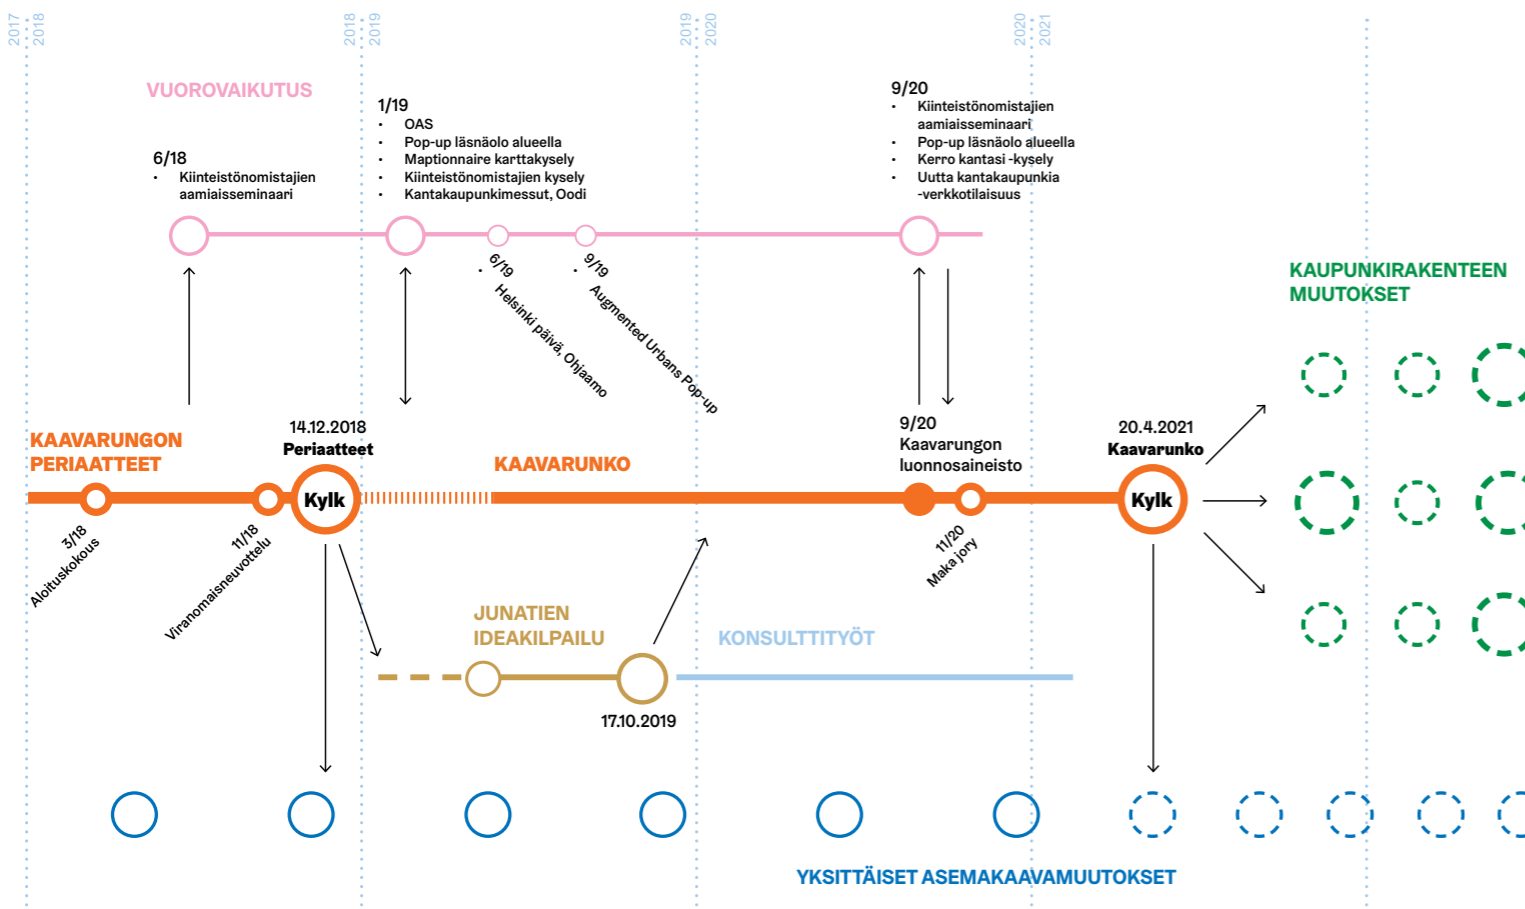 2017
2018
2018
2019
2019
2020
2020
2021
VUOROVAIKUTUS
6/18
• Kiinteistönomistajien
aamiaisseminaari
1/19
• OAS
• Pop-up läsnäolo alueella
• Maptionnaire karttakysely
• Kiinteistönomistajien kysely
• Kantakaupunkimessut, Oodi
6/19
• Helsinki päivä, Ohjaamo
9/19
• Augmented Urbans Pop-up
9/20
• Kiinteistönomistajien
aamiaisseminaari
• Pop-up läsnäolo alueella
• Kerro kantasi -kysely
• Uutta kantakaupunkia
-verkkotilaisuus
KAUPUNKIRAKENTEEN
MUUTOKSET
KAAVARUNGON
PERIAATTEET
14.12.2018
Periaatteet
Kylk
3/18
Aloituskokous
11/18
Viranomaisneuvottelu
KAAVARUNKO
9/20
Kaavarungon
luonnosaineisto
11/20
Maka jory
20.4.2021
Kaavarunko
Kylk
JUNATIEN
IDEAKILPAILU
17.10.2019
KONSULTTITYÖT
YKSITTÄISET ASEMAKAAVAMUUTOKSET